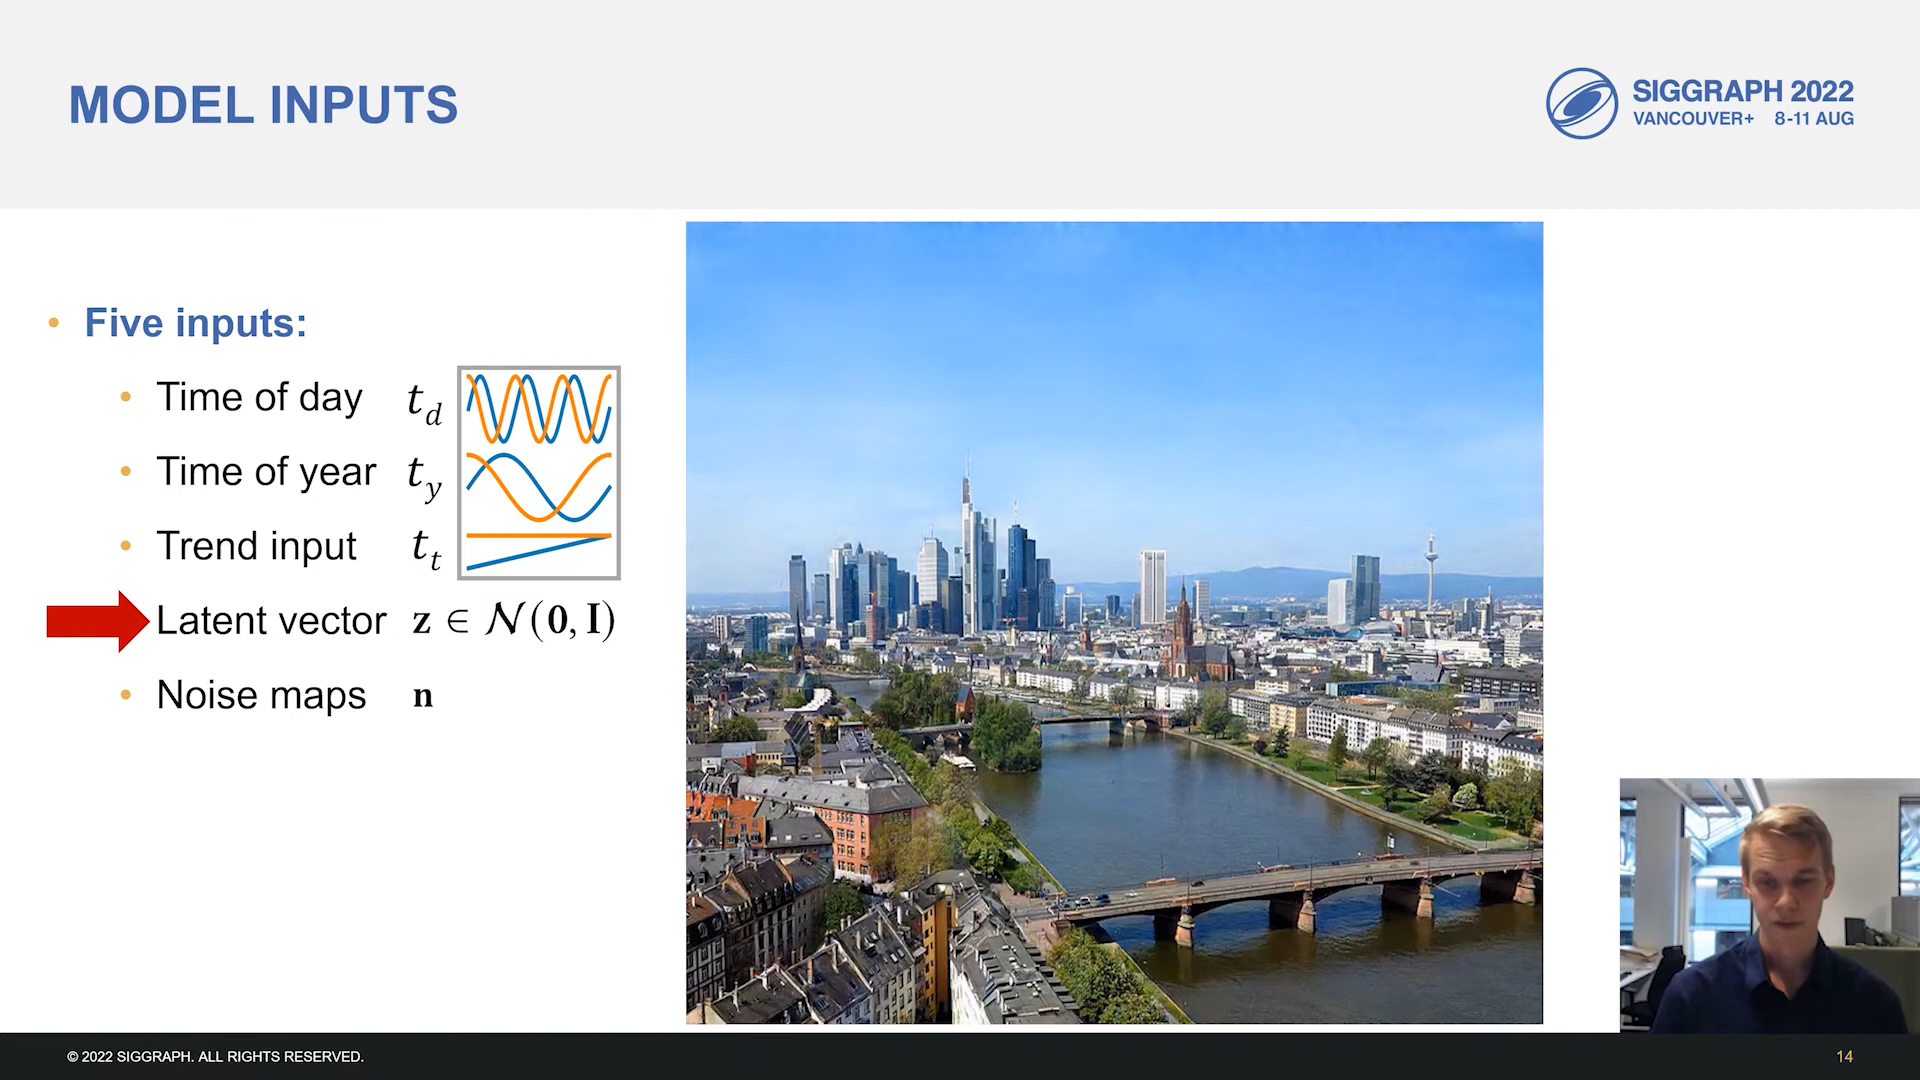 MODEL INPUTS
SIGGRAPH 2022
VANCOUVER+ 8-11 AUG
• Five inputs:
• Time of day t_d
• Time of year t_y
• Trend input t_t
Latent vector z ∈ 𝒩(0, I)
• Noise maps n
© 2022 SIGGRAPH. ALL RIGHTS RESERVED.
14